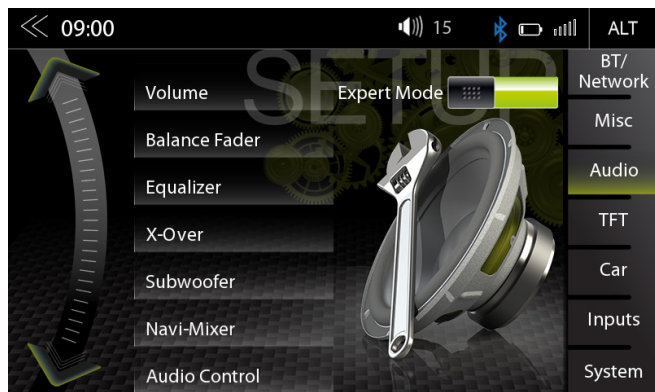 09:00
15
ALT
SETUP
Volume
Expert Mode
Balance Fader
Equalizer
X-Over
Subwoofer
Navi-Mixer
Audio Control
BT/
Network
Misc
Audio
TFT
Car
Inputs
System